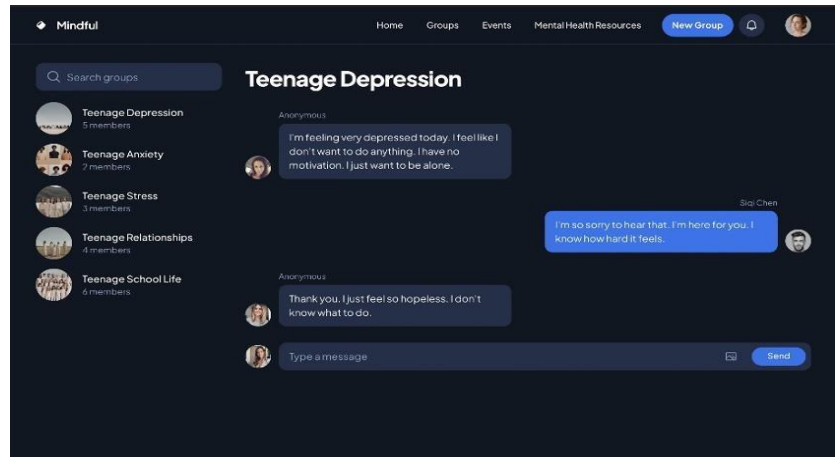 Mindful
Home Groups Events Mental Health Resources New Group
Search groups
Teenage Depression
5 members
Teenage Anxiety
2 members
Teenage Stress
3 members
Teenage Relationships
4 members
Teenage School Life
6 members
Teenage Depression
Anonymous
I'm feeling very depressed today. I feel like I
don't want to do anything. I have no
motivation. I just want to be alone.
Siqi Chen
I'm so sorry to hear that. I'm here for you. I
know how hard it feels.
Anonymous
Thank you. I just feel so hopeless. I don't
know what to do.
Type a message
Send